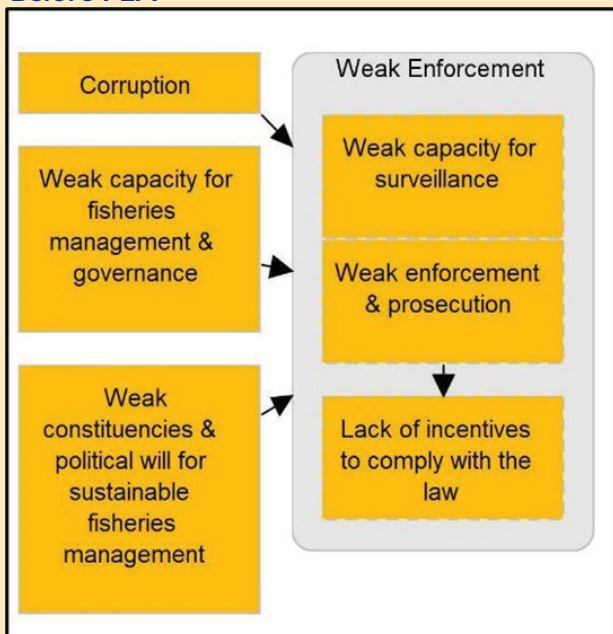 Corruption
Weak capacity for
fisheries
management &
governance
Weak
constituencies &
political will for
sustainable
fisheries
management
Weak Enforcement
Weak capacity for
surveillance
Weak enforcement
& prosecution
Lack of incentives
to comply with the
law